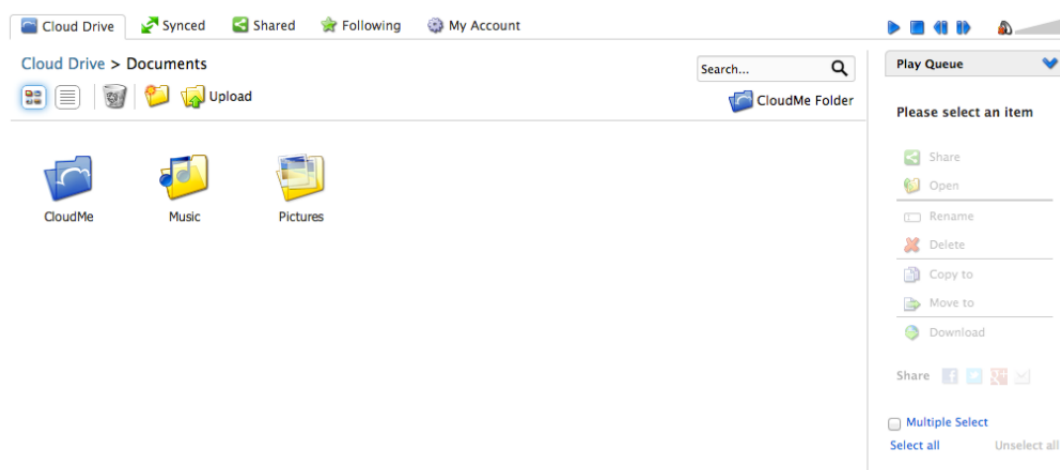 Cloud Drive Synced Shared Following My Account
Cloud Drive > Documents
Search...
Upload
CloudMe Folder
CloudMe Music Pictures
Play Queue
Please select an item
Share
Open
Rename
Delete
Copy to
Move to
Download
Share
Multiple Select
Select all Unselect all